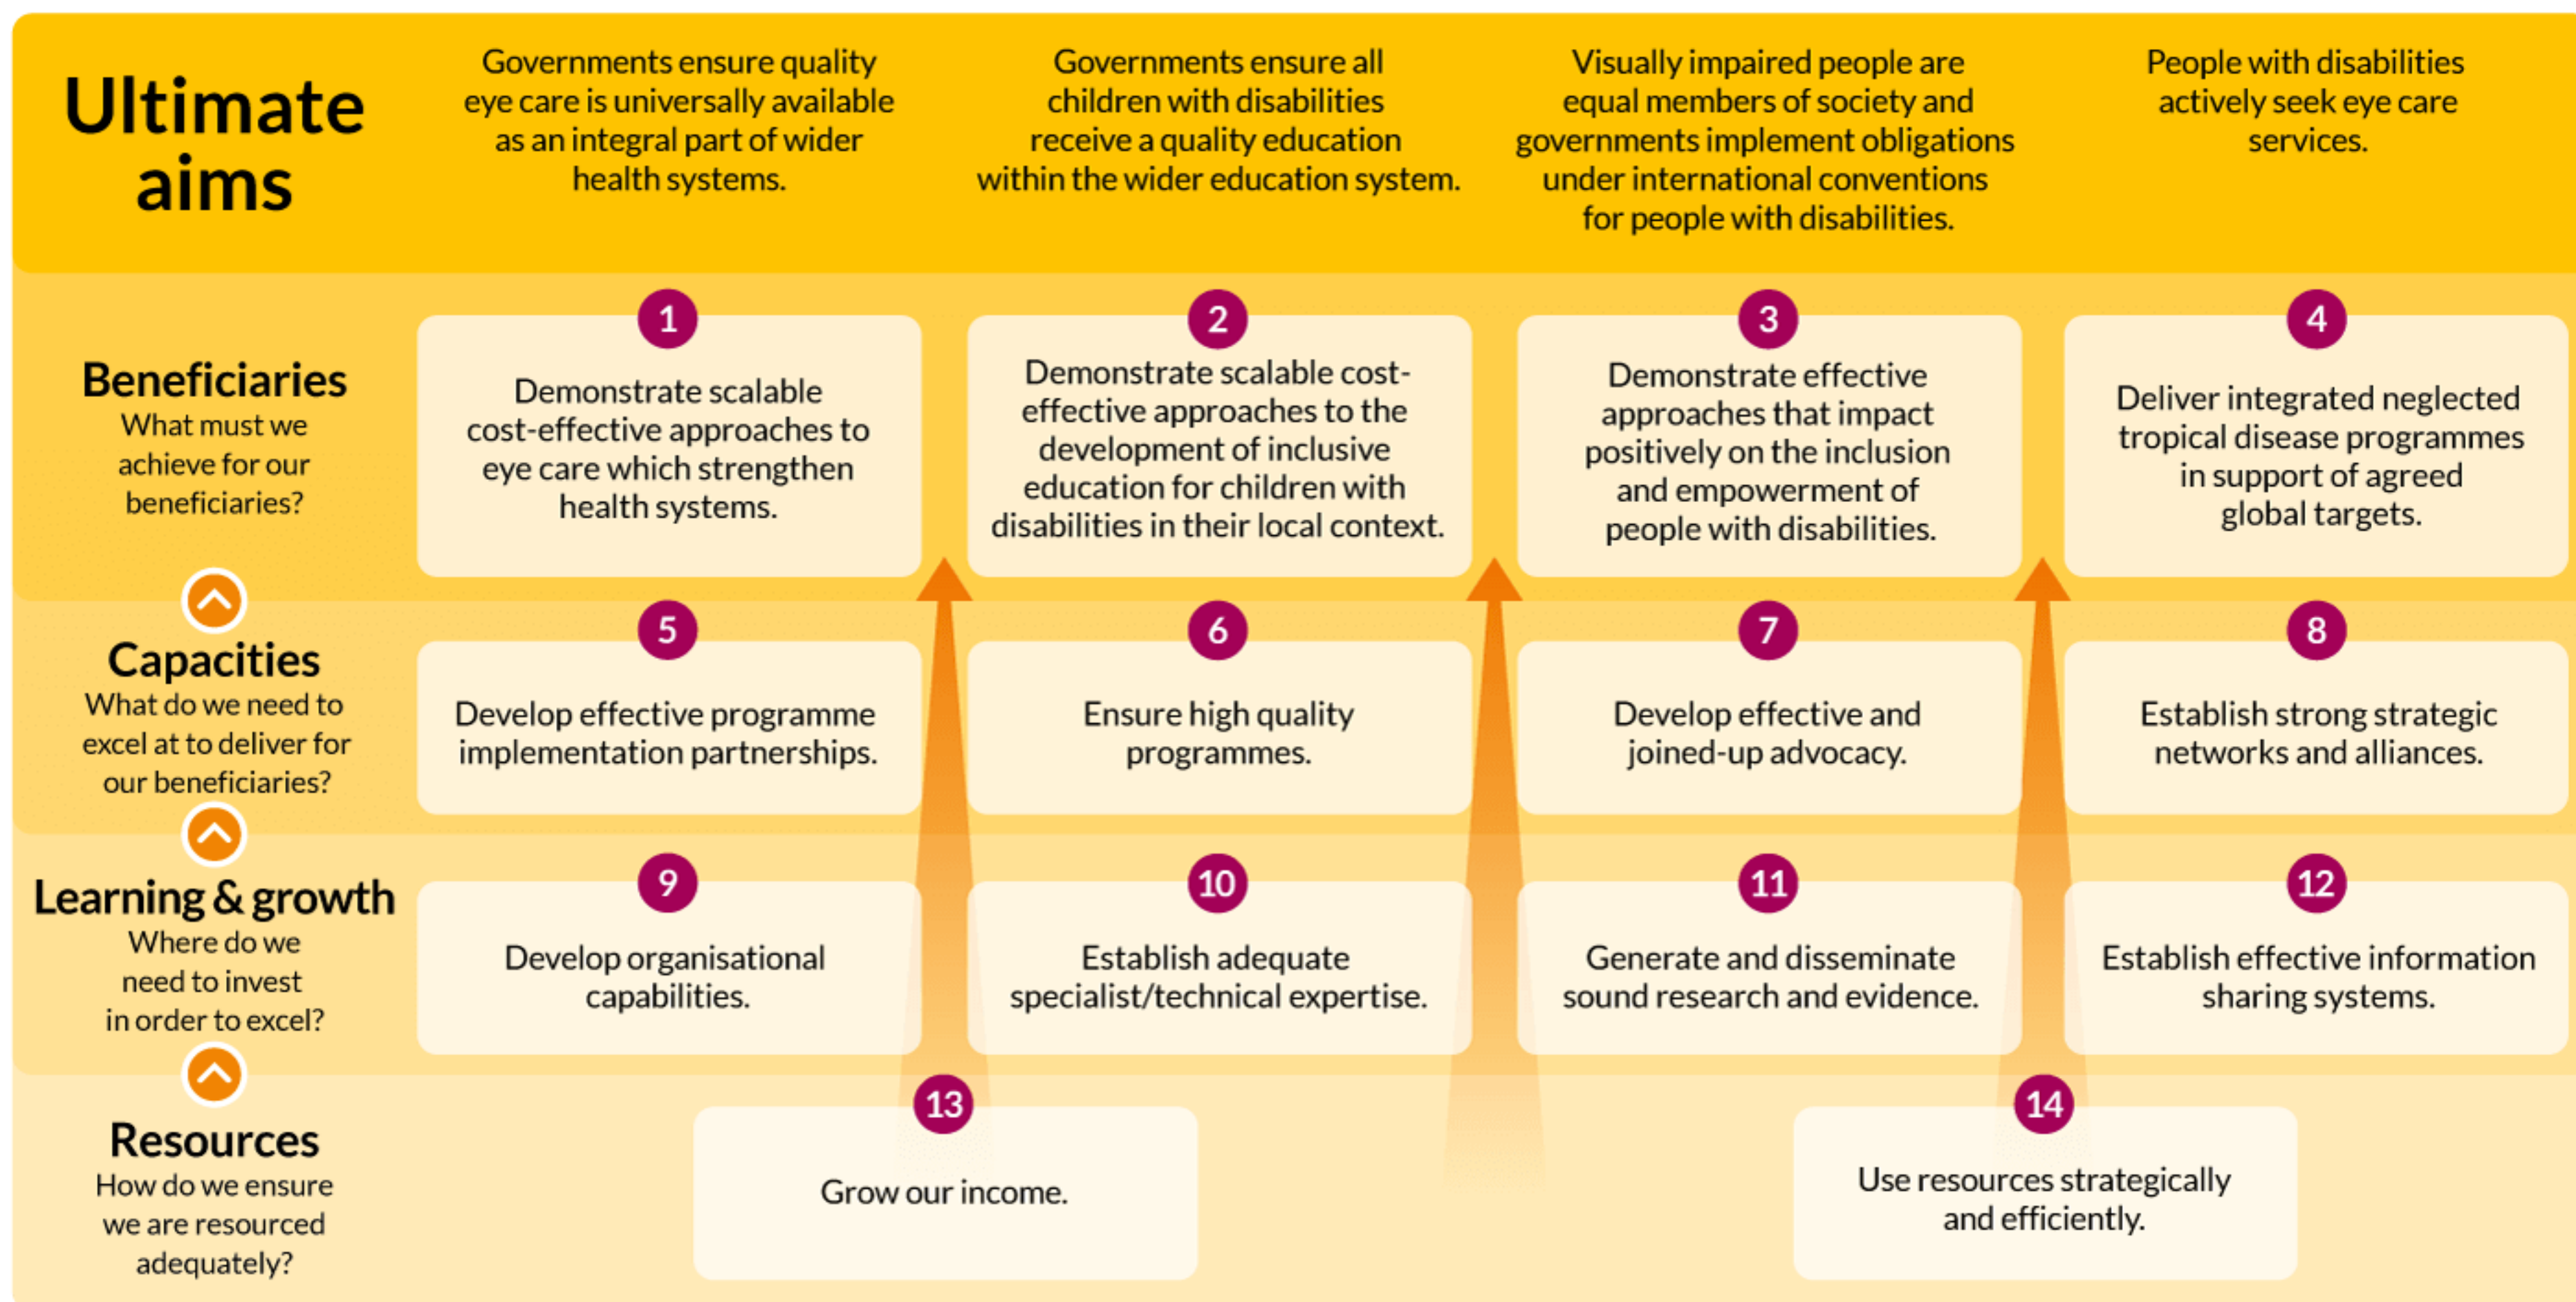 Ultimate
aims
Governments ensure quality
eye care is universally available
as an integral part of wider
health systems.
Governments ensure all
children with disabilities
receive a quality education
within the wider education system.
Visually impaired people are
equal members of society and
governments implement obligations
under international conventions
for people with disabilities.
People with disabilities
actively seek eye care
services.
Beneficiaries
What must we
achieve for our
beneficiaries?
1
Demonstrate scalable
cost-effective approaches to
eye care which strengthen
health systems.
2
Demonstrate scalable cost-
effective approaches to the
development of inclusive
education for children with
disabilities in their local context.
3
Demonstrate effective
approaches that impact
positively on the inclusion
and empowerment of
people with disabilities.
4
Deliver integrated neglected
tropical disease programmes
in support of agreed
global targets.
Capacities
What do we need to
excel at to deliver for
our beneficiaries?
5
Develop effective programme
implementation partnerships.
6
Ensure high quality
programmes.
7
Develop effective and
joined-up advocacy.
8
Establish strong strategic
networks and alliances.
Learning & growth
Where do we
need to invest
in order to excel?
9
Develop organisational
capabilities.
10
Establish adequate
specialist/technical expertise.
11
Generate and disseminate
sound research and evidence.
12
Establish effective information
sharing systems.
Resources
How do we ensure
we are resourced
adequately?
13
Grow our income.
14
Use resources strategically
and efficiently.